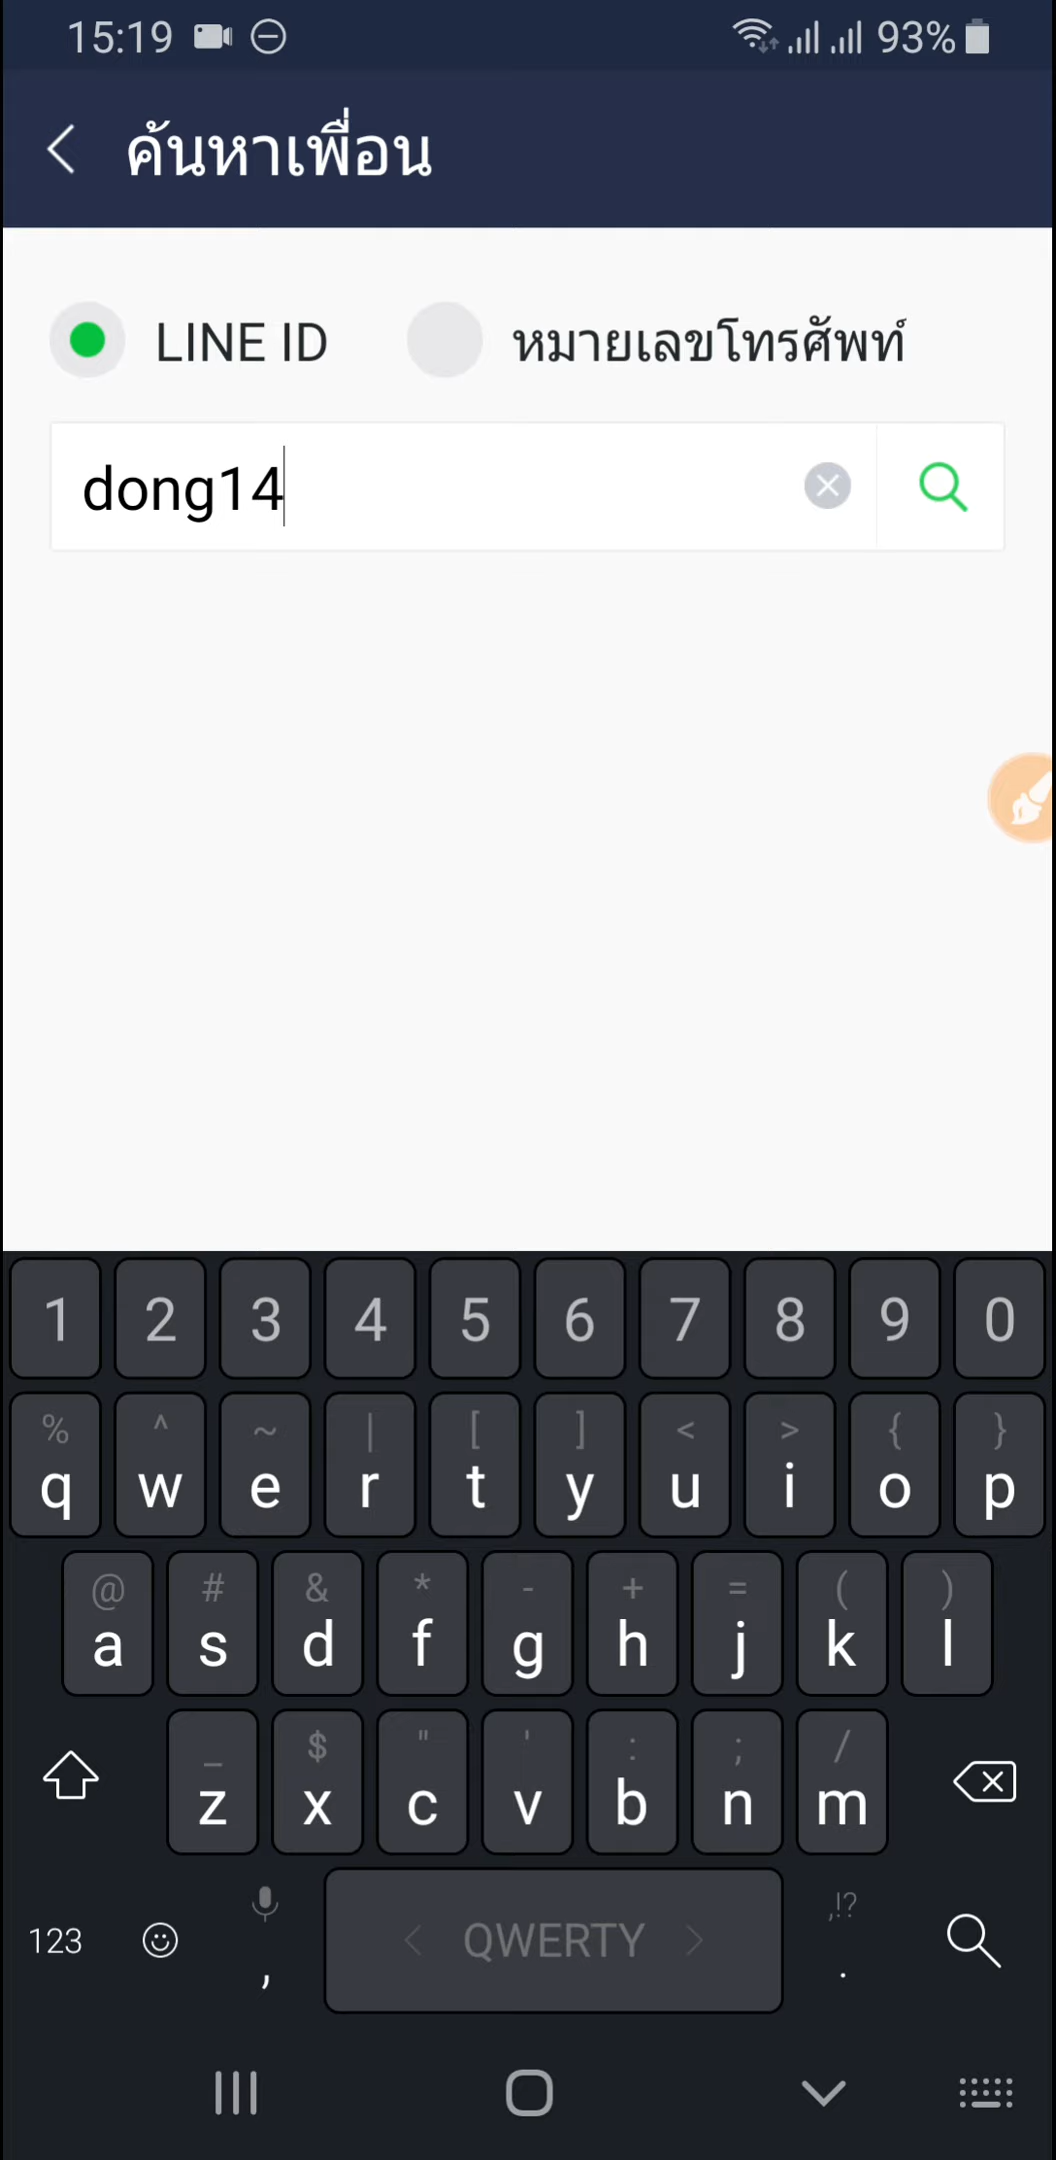 15:19 93%
ค้นหาเพื่อน
LINE ID หมายเลขโทรศัพท์
dong14
1 2 3 4 5 6 7 8 9 0
% ^ ~ | [ ] < > { }
q w e r t y u i o p
@ # & * - + = ( )
a s d f g h j k l
_ $ " ' : ; /
z x c v b n m
,!?
123 , < QWERTY > .